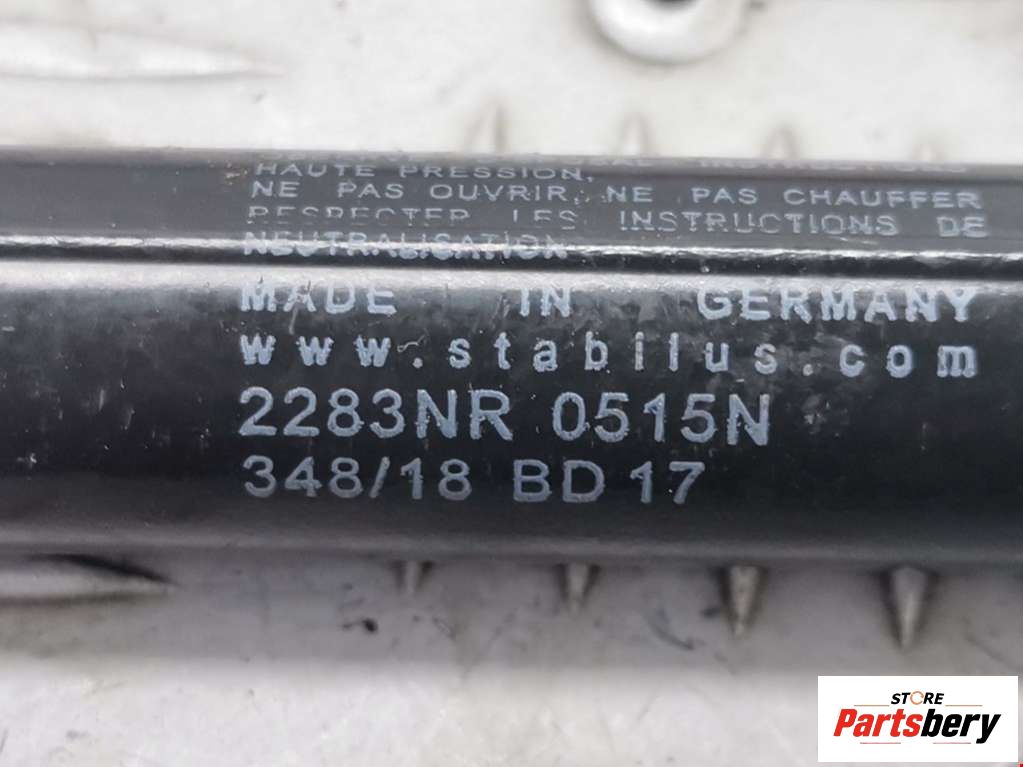 HAUTE PRESSION,
NE PAS OUVRIR, NE PAS CHAUFFER
RESPECTER LES INSTRUCTIONS DE
NEUTRALISATION
MADE IN GERMANY
www.stabilus.com
2283NR 0515N
348/18 BD 17
STORE
Partsbery